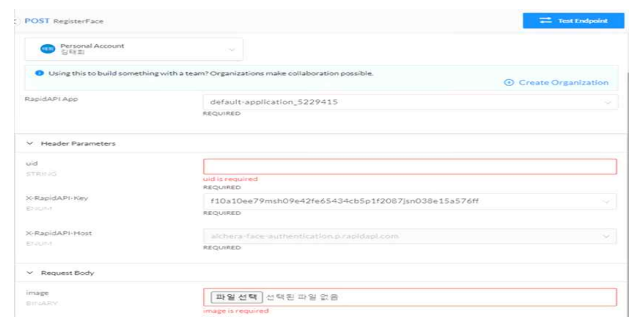 POST RegisterFace
Test Endpoint
Personal Account
Using this to build something with a team? Organizations make collaboration possible.
Create Organization
RapidAPI App
default-application_5229415
REQUIRED
Header Parameters
uid
STRING
uid is required
REQUIRED
X-RapidAPI-Key
f10a10ee79msh09e42fe65434cb5p1f2087jsn038e15a576ff
ENUM
REQUIRED
X-RapidAPI-Host
alchera-face-authentication.p.rapidapi.com
ENUM
REQUIRED
Request Body
image
파일 선택 선택된 파일 없음
BINARY
image is required